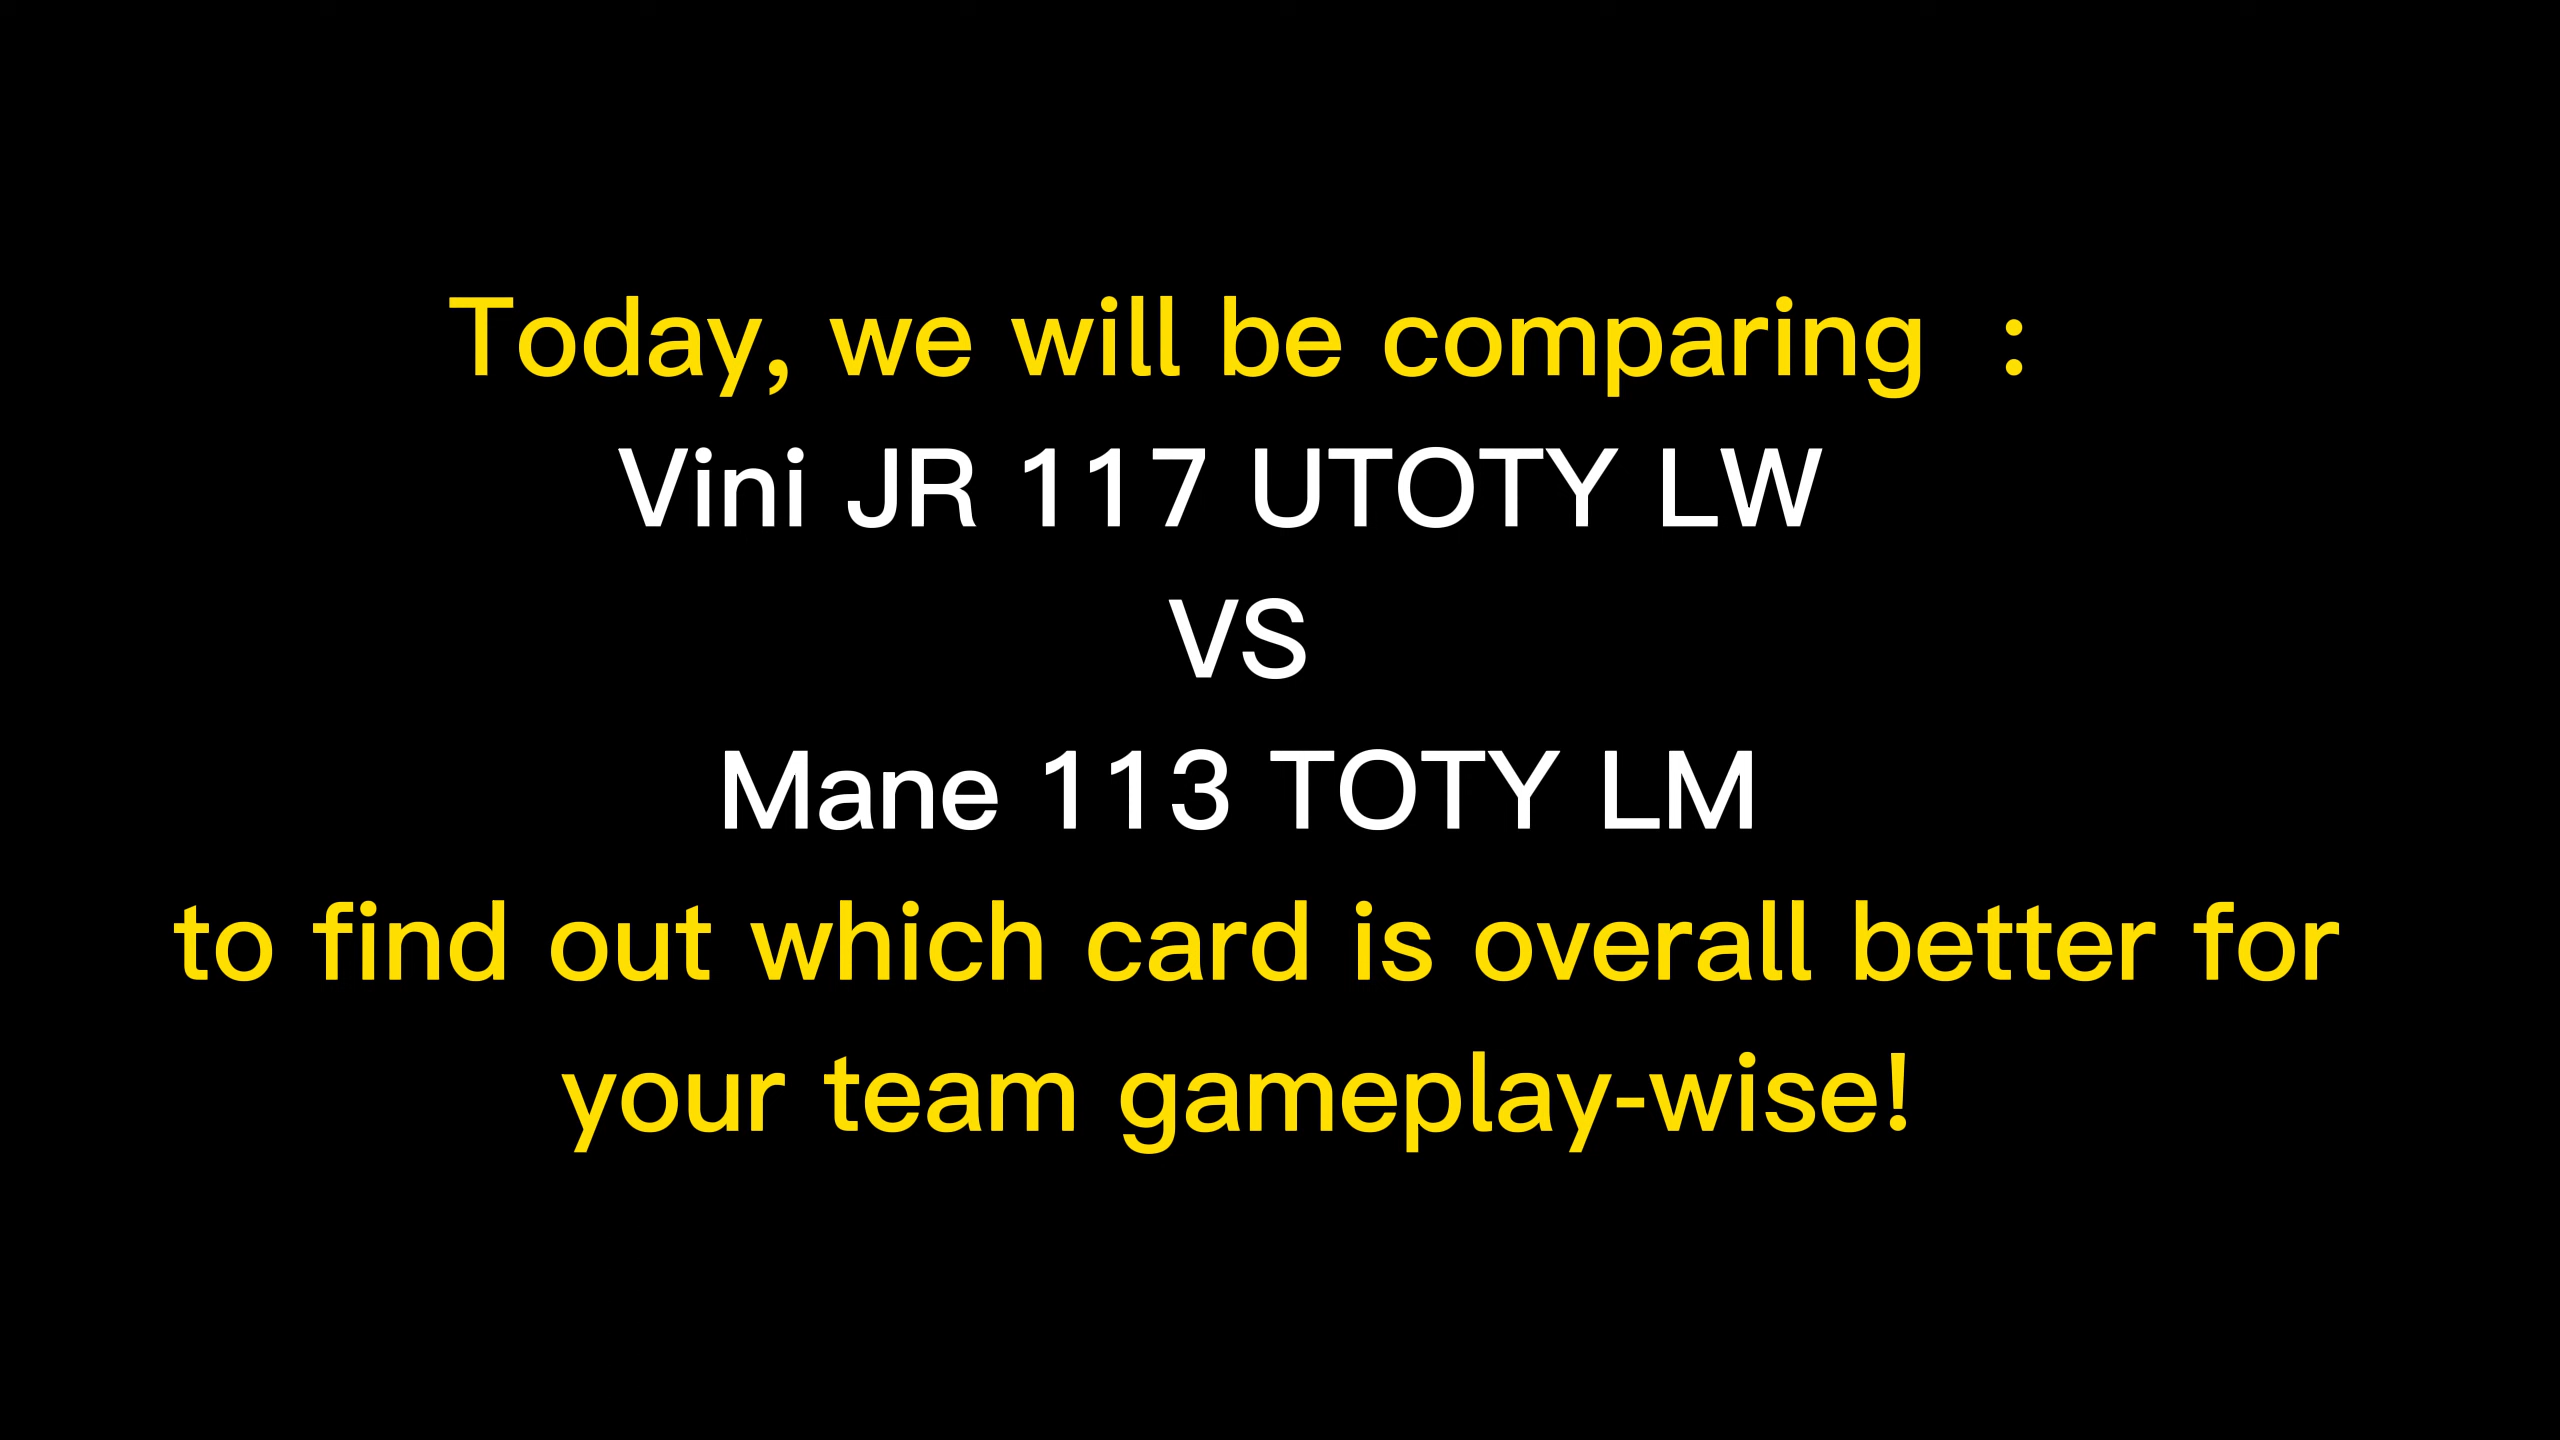 Today, we will be comparing  :
Vini JR 117 UTOTY LW
VS
Mane 113 TOTY LM
to find out which card is overall better for
your team gameplay-wise!